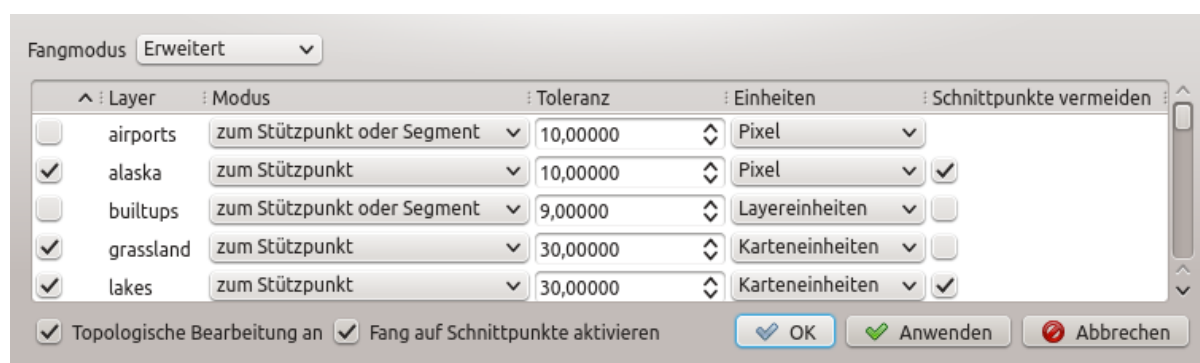 Fangmodus Erweitert
Layer Modus Toleranz Einheiten Schnittpunkte vermeiden
airports zum Stützpunkt oder Segment 10,00000 Pixel
alaska zum Stützpunkt 10,00000 Pixel
builtups zum Stützpunkt oder Segment 9,00000 Layereinheiten
grassland zum Stützpunkt 30,00000 Karteneinheiten
lakes zum Stützpunkt 30,00000 Karteneinheiten
Topologische Bearbeitung an Fang auf Schnittpunkte aktivieren OK Anwenden Abbrechen